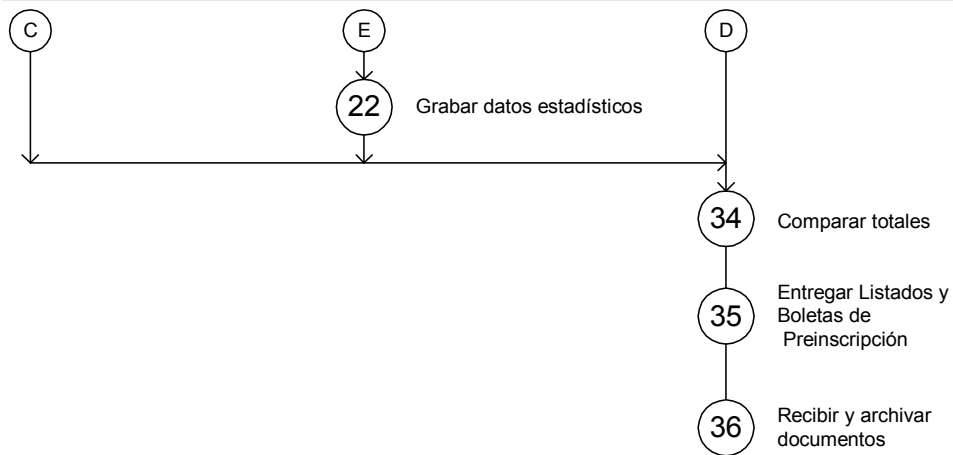 C
E
D
22
Grabar datos estadísticos
34
Comparar totales
35
Entregar Listados y
Boletas de
Preinscripción
36
Recibir y archivar
documentos